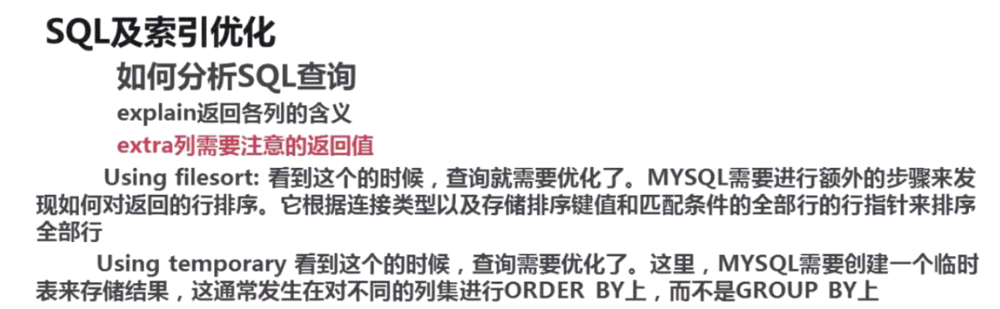 SQL及索引优化
如何分析SQL查询
explain返回各列的含义
extra列需要注意的返回值
Using filesort: 看到这个的时候，查询就需要优化了。MYSQL需要进行额外的步骤来发
现如何对返回的行排序。它根据连接类型以及存储排序键值和匹配条件的全部行的行指针来排序
全部行
Using temporary 看到这个的时候，查询需要优化了。这里，MYSQL需要创建一个临时
表来存储结果，这通常发生在对不同的列集进行ORDER BY上，而不是GROUP BY上